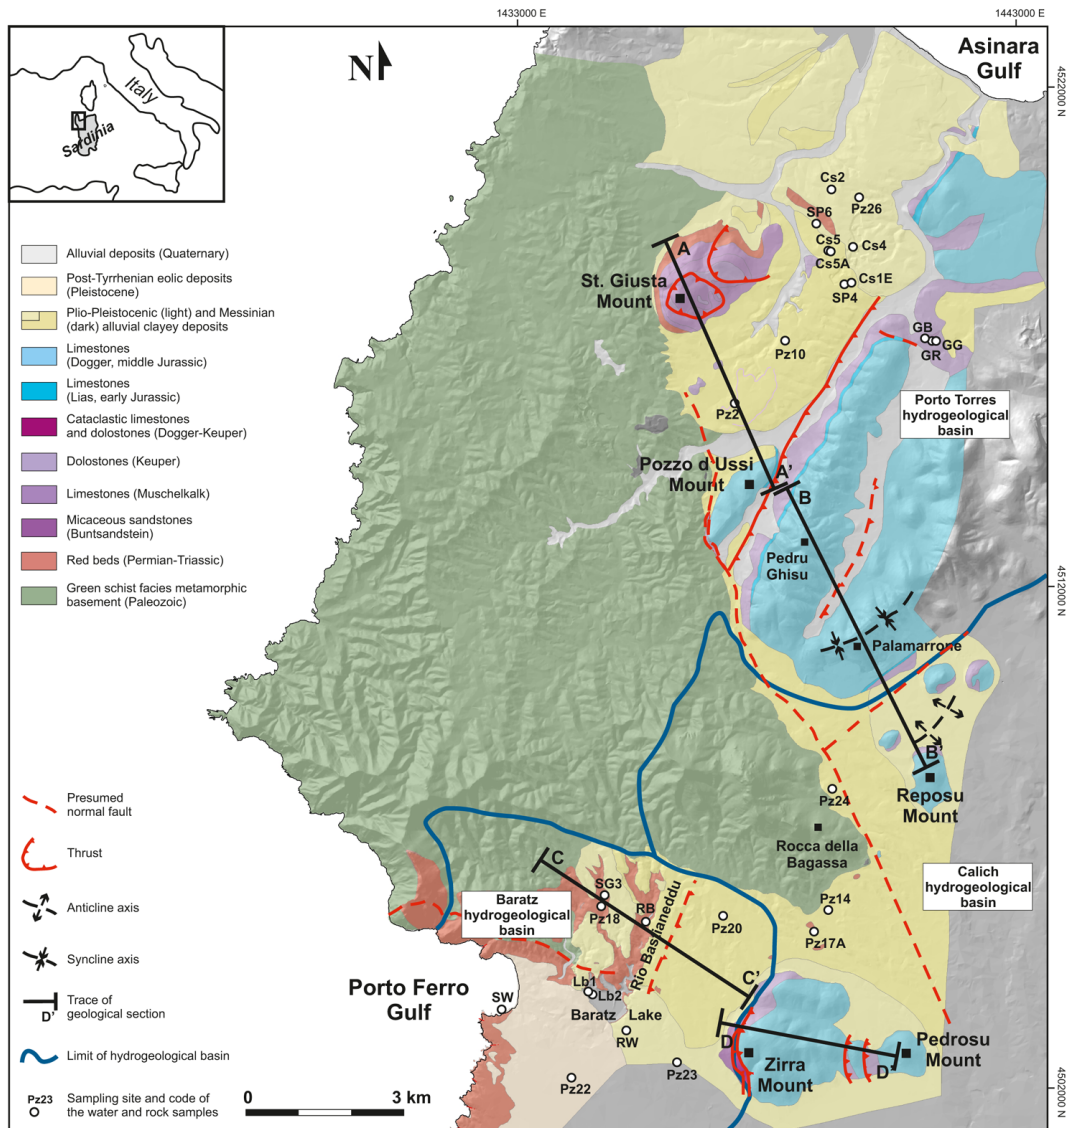 1433000 E
1443000 E
Asinara
Gulf
N
4522000 N
Italy
Sardinia
Cs2
Pz26
SP6
Cs5
Cs4
Cs5A
Cs1E
SP4
A
St. Giusta
Mount
Pz10
GB
GG
GR
Porto Torres
hydrogeological
basin
Pz2
Pozzo d Ussi
Mount
A'
B
Pedru
Ghisu
4512000 N
Palamarrone
B'
Reposu
Mount
Pz24
Rocca della
Bagassa
Calich
hydrogeological
basin
C
Baratz
hydrogeological
basin
SG3
Pz18
RB
Rio Bastianeddu
Pz20
Pz14
Pz17A
C'
Porto Ferro
Gulf
SW
Lb1
Lb2
Baratz
Lake
RW
D
Zirra
Mount
D'
Pedrosu
Mount
Pz23
Pz22
4502000 N
Alluvial deposits (Quaternary)
Post-Tyrrhenian eolic deposits
(Pleistocene)
Plio-Pleistocenic (light) and Messinian
(dark) alluvial clayey deposits
Limestones
(Dogger, middle Jurassic)
Limestones
(Lias, early Jurassic)
Cataclastic limestones
and dolostones (Dogger-Keuper)
Dolostones (Keuper)
Limestones (Muschelkalk)
Micaceous sandstones
(Buntsandstein)
Red beds (Permian-Triassic)
Green schist facies metamorphic
basement (Paleozoic)
Presumed
normal fault
Thrust
Anticline axis
Syncline axis
D'
Trace of
geological section
Limit of hydrogeological basin
Pz23
Sampling site and code of
the water and rock samples
0
3 km